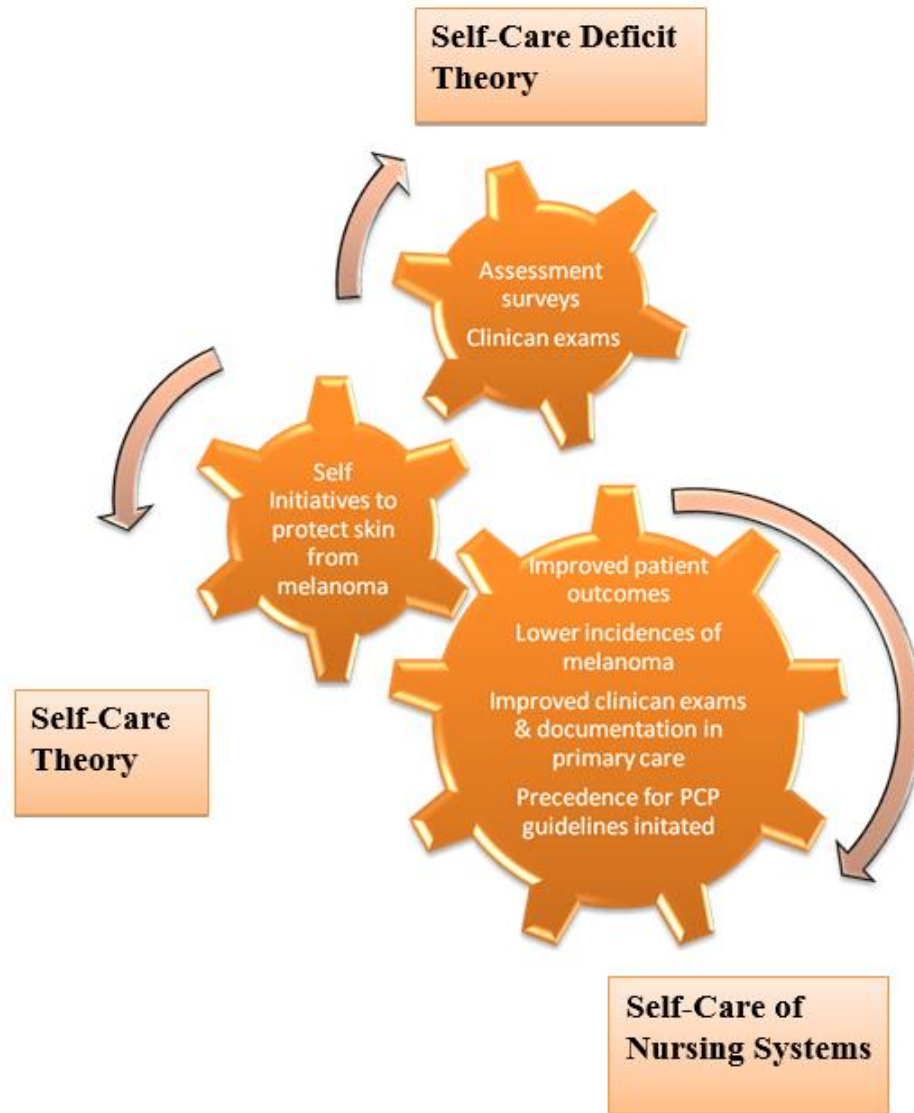 Self-Care Deficit
Theory
Assessment
surveys
Clinican exams
Self
Initiatives to
protect skin
from
melanoma
Improved patient
outcomes
Lower incidences of
melanoma
Improved clinican exams
& documentation in
primary care
Precedence for PCP
guidelines initated
Self-Care
Theory
Self-Care of
Nursing Systems